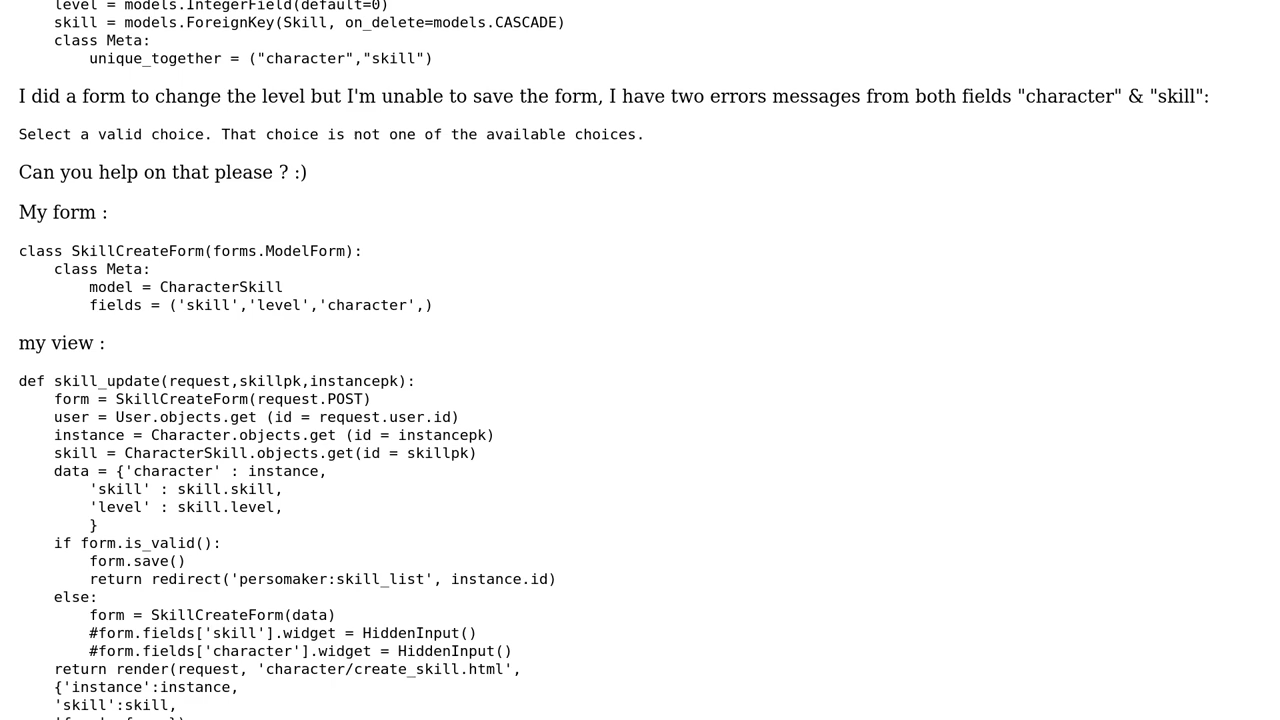 level = models.IntegerField(default=0)
skill = models.ForeignKey(Skill, on_delete=models.CASCADE)
class Meta:
unique_together = ("character","skill")
I did a form to change the level but I'm unable to save the form, I have two errors messages from both fields "character" & "skill":
Select a valid choice. That choice is not one of the available choices.
Can you help on that please ? :)
My form :
class SkillCreateForm(forms.ModelForm):
class Meta:
model = CharacterSkill
fields = ('skill','level','character',)
my view :
def skill_update(request,skillpk,instancepk):
form = SkillCreateForm(request.POST)
user = User.objects.get (id = request.user.id)
instance = Character.objects.get (id = instancepk)
skill = CharacterSkill.objects.get(id = skillpk)
data = {'character' : instance,
'skill' : skill.skill,
'level' : skill.level,
}
if form.is_valid():
form.save()
return redirect('persomaker:skill_list', instance.id)
else:
form = SkillCreateForm(data)
#form.fields['skill'].widget = HiddenInput()
#form.fields['character'].widget = HiddenInput()
return render(request, 'character/create_skill.html',
{'instance':instance,
'skill':skill,